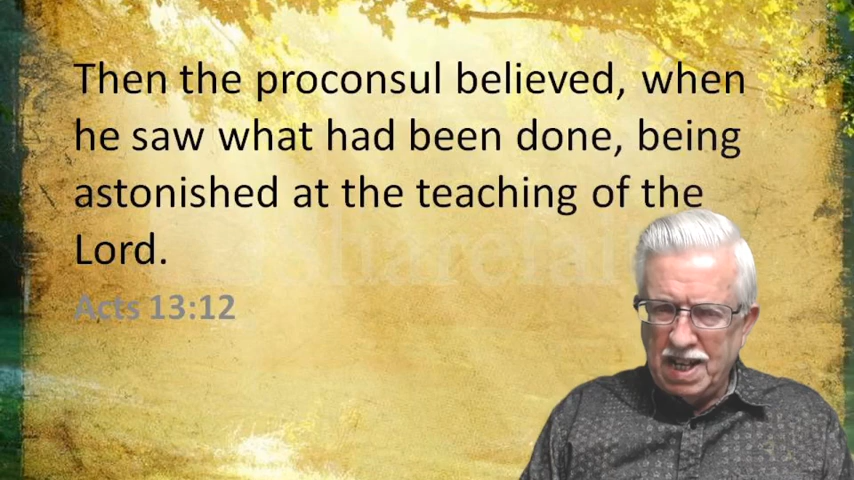 Then the proconsul believed, when
he saw what had been done, being
astonished at the teaching of the
Lord.
Acts 13:12